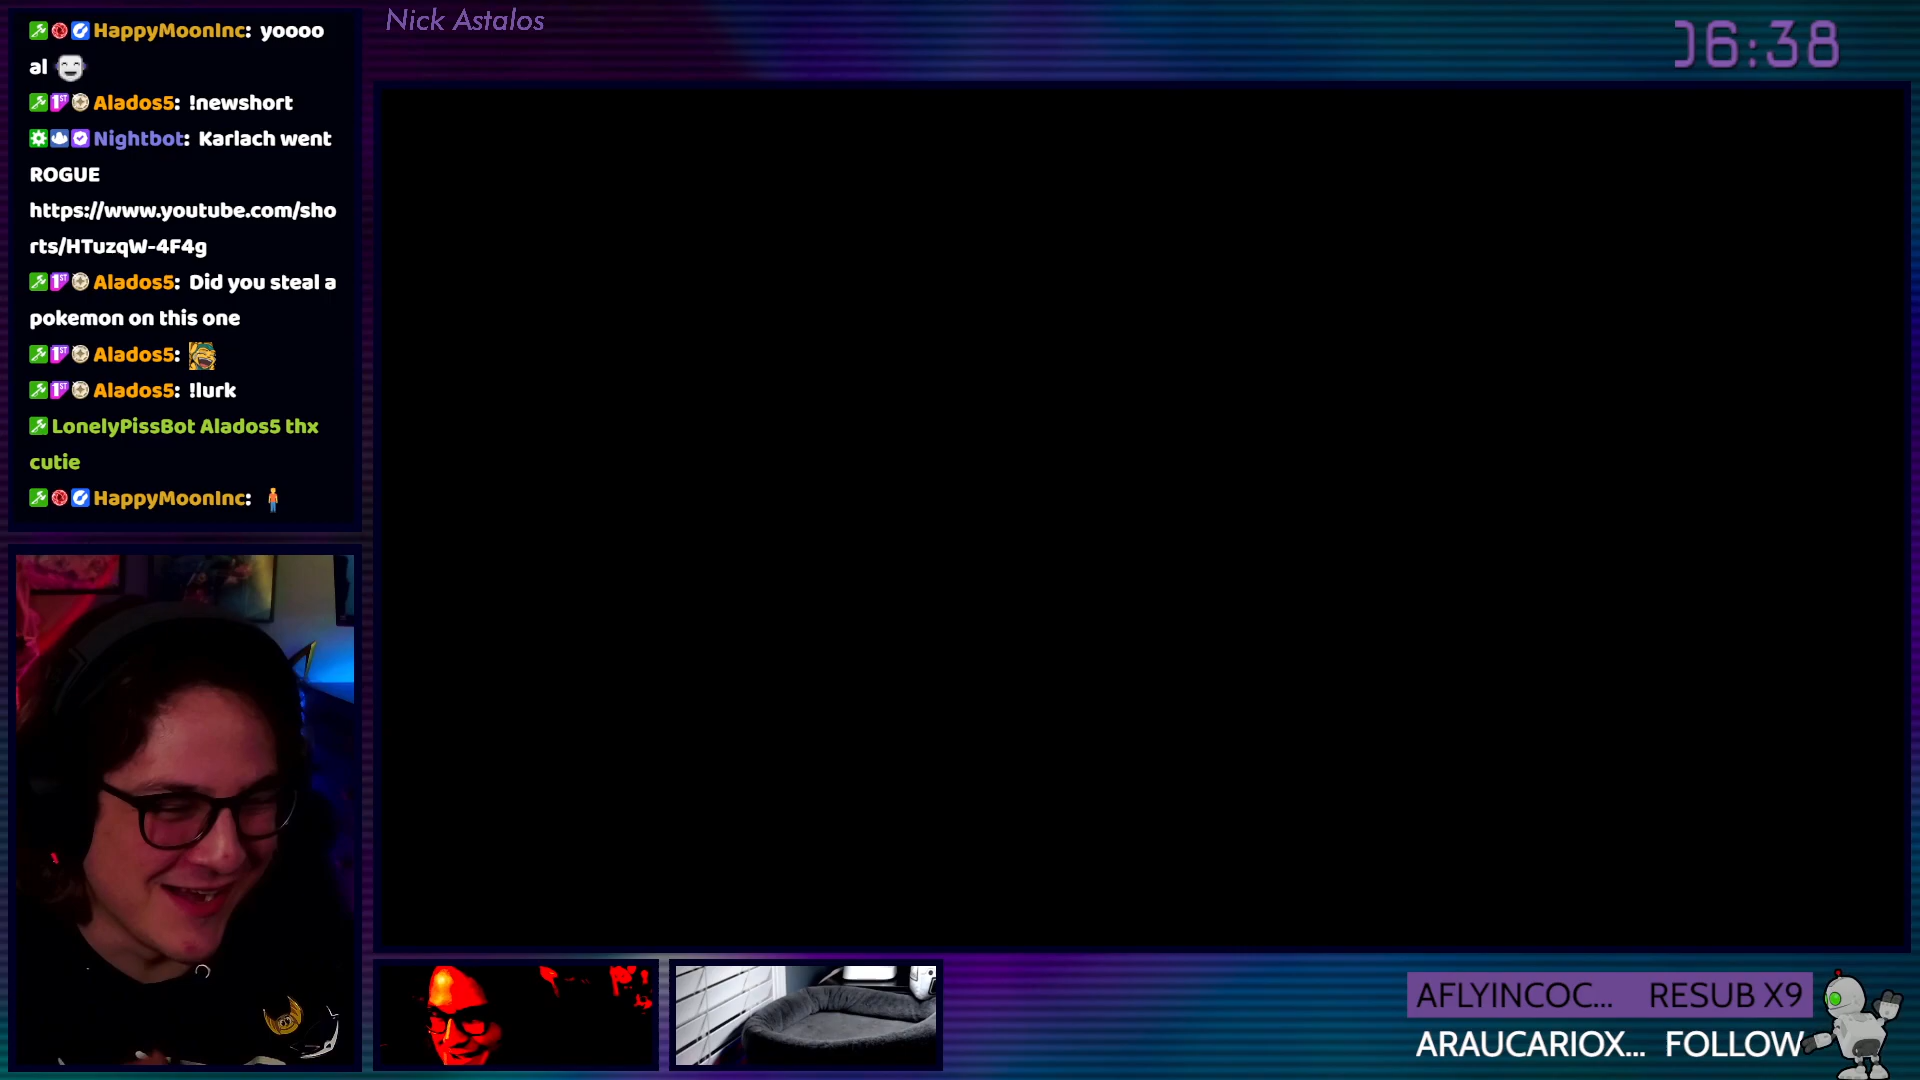 HappyMoonInc: yoooo
al
Alados5: !newshort
Nightbot: Karlach went
ROGUE
https://www.youtube.com/sho
rts/HTuzqW-4F4g
Alados5: Did you steal a
pokemon on this one
Alados5:
Alados5: !lurk
LonelyPissBot Alados5 thx
cutie
HappyMoonInc:
Nick Astalos
06:38
AFLYINCOC... RESUB X9
ARAUCARIOX... FOLLOW